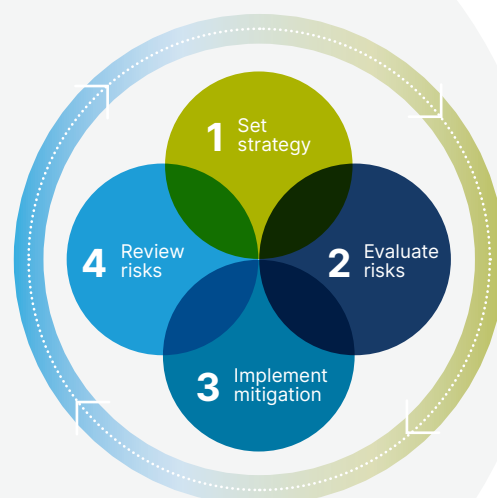 1 Set
strategy
2 Evaluate
risks
3 Implement
mitigation
4 Review
risks